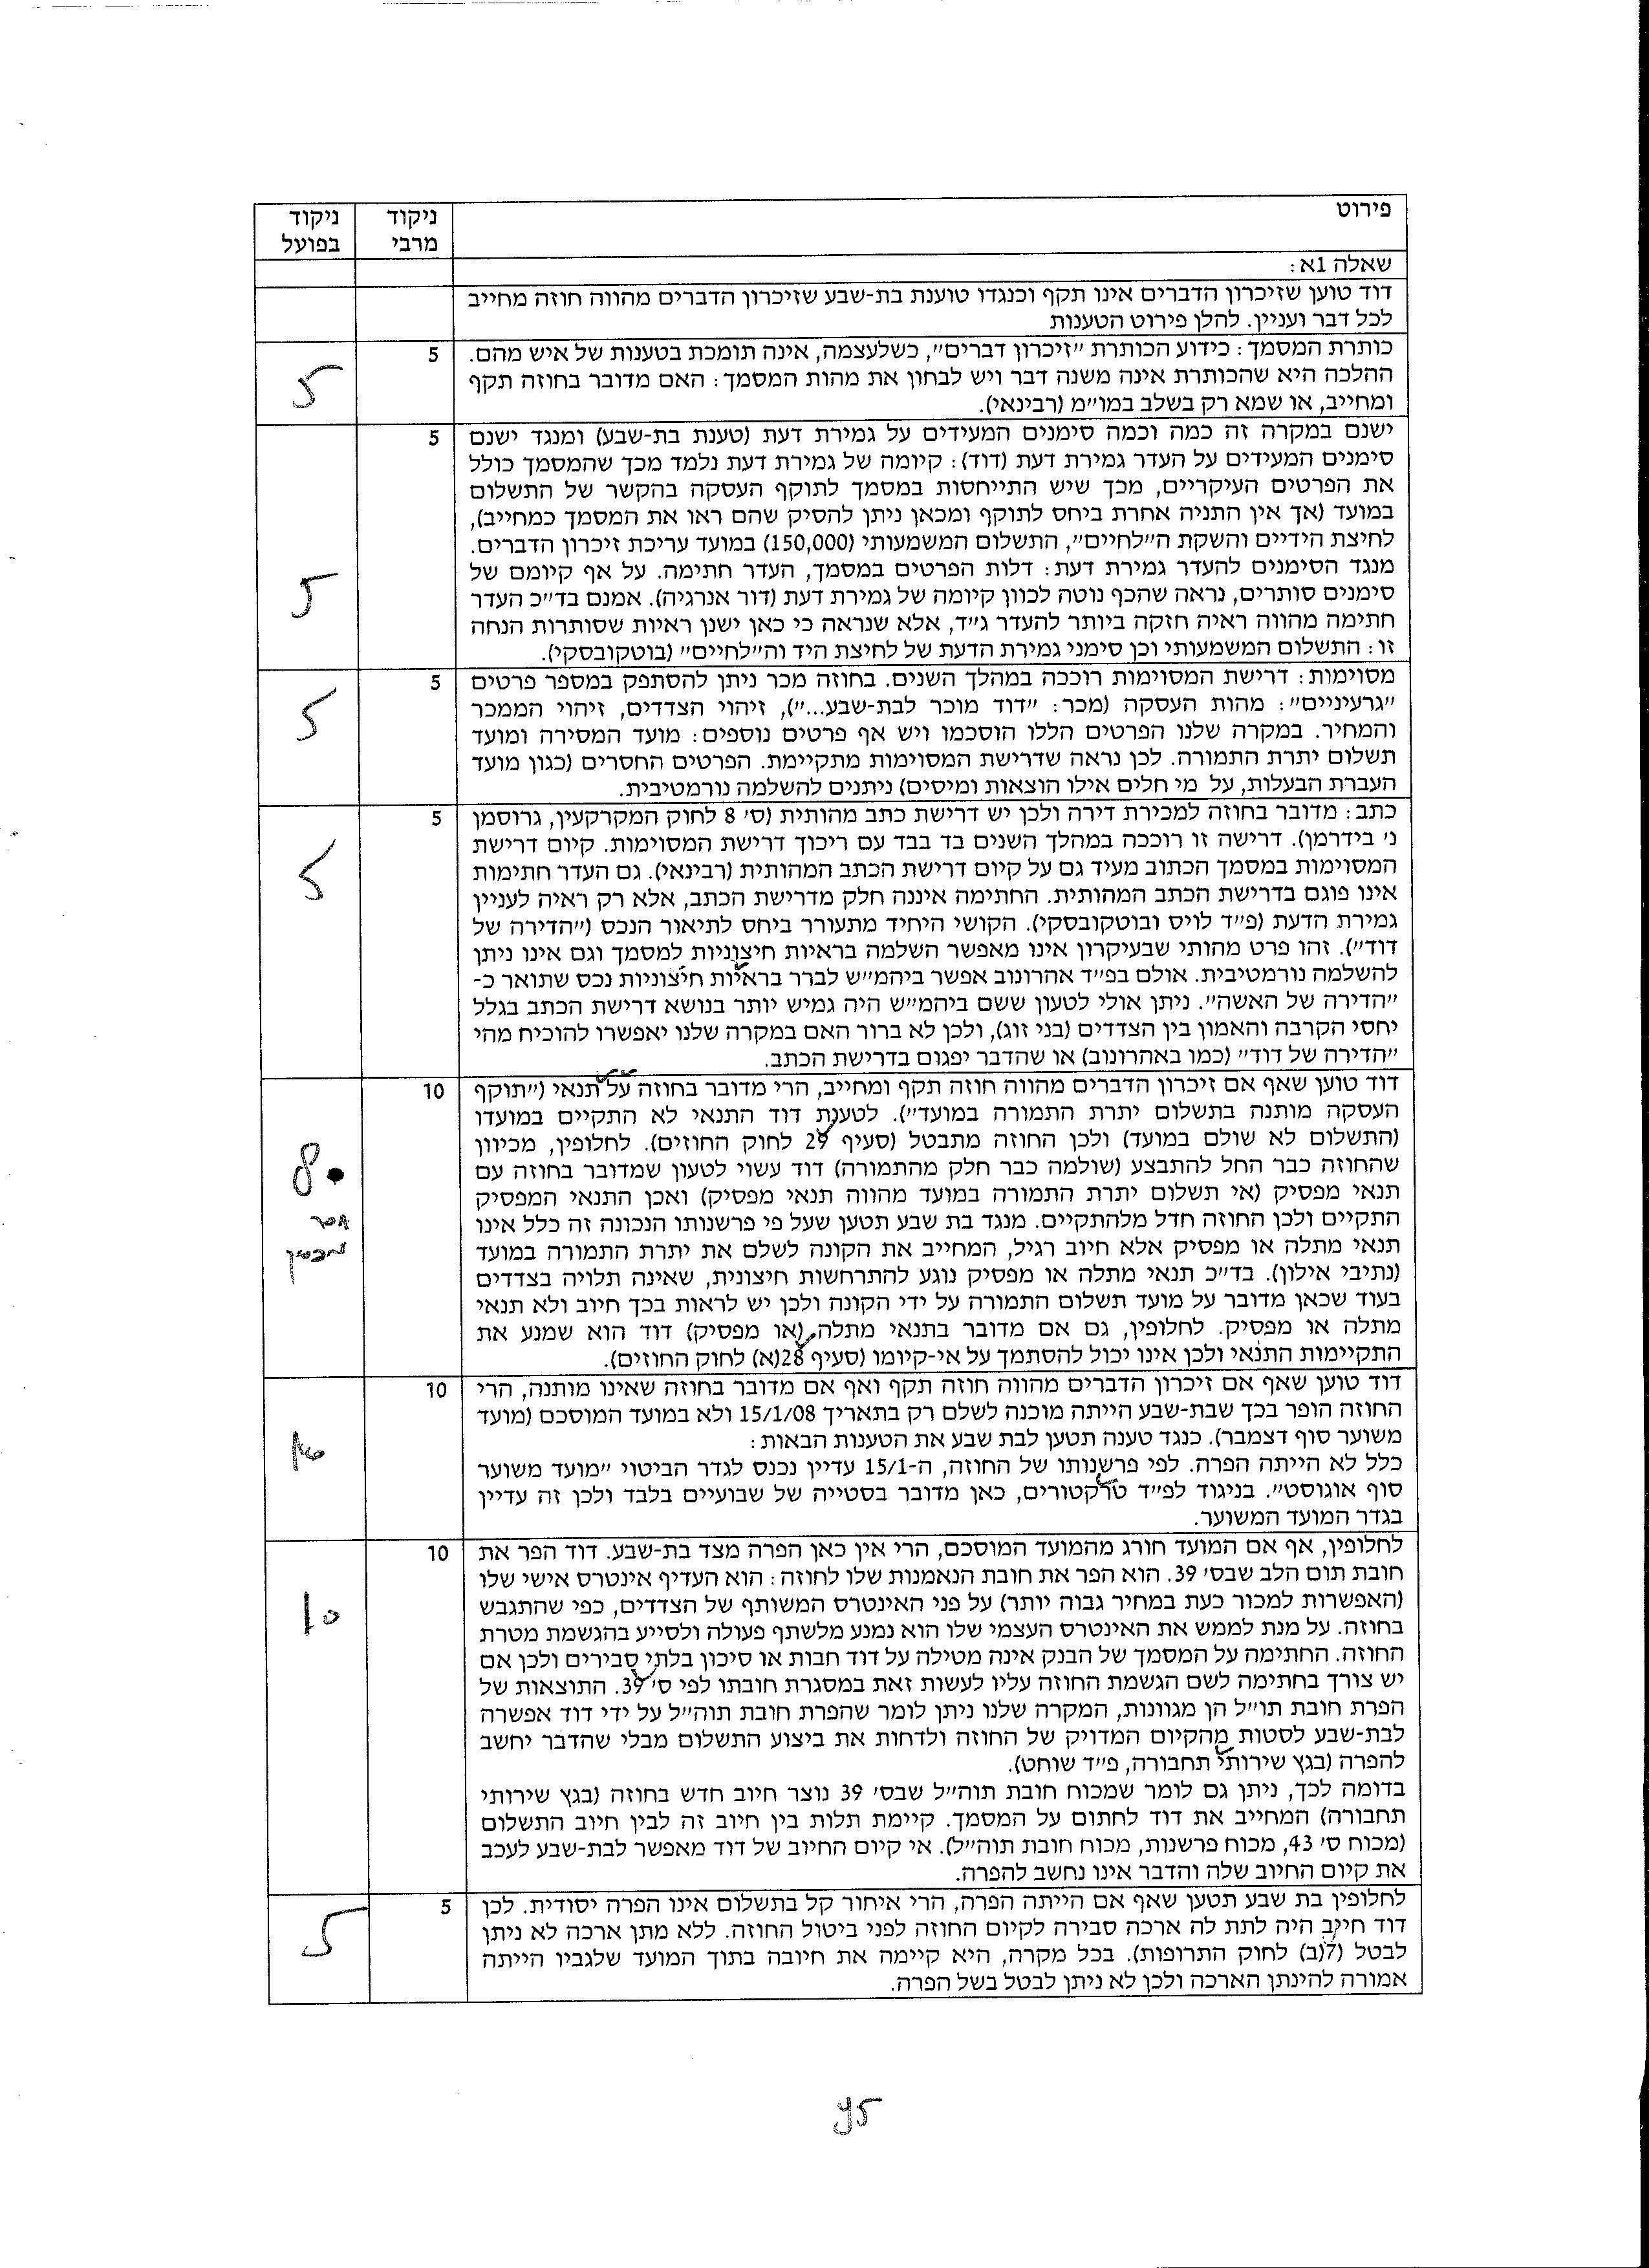 פירוט
ניקוד מרבי
ניקוד בפועל
שאלה 1א:
דוד טוען שזיכרון הדברים אינו תקף וכנגדו טוענת בת-שבע שזיכרון הדברים מהווה חוזה מחייב
לכל דבר ועניין. להלן פירוט הטענות
כותרת המסמך: כידוע הכותרת "זיכרון דברים", כשלעצמה, אינה תומכת בטענות של איש מהם.
ההלכה היא שהכותרת אינה משנה דבר ויש לבחון את מהות המסמך: האם מדובר בחוזה תקף
ומחייב, או שמא רק בשלב במו"מ (רבינאי).
5
5
ישנם במקרה זה כמה וכמה סימנים המעידים על גמירת דעת (טענת בת-שבע) ומנגד ישנם
סימנים המעידים על העדר גמירת דעת (דוד): קיומה של גמירת דעת נלמד מכך שהמסמך כולל
את הפרטים העיקריים, מכך שיש התייחסות במסמך לתוקף העסקה בהקשר של התשלום
במועד (אך אין התניה אחרת ביחס לתוקף ומכאן ניתן להסיק שהם ראו את המסמך כמחייב),
לחיצת הידיים והשקת ה"לחיים", התשלום המשמעותי (150,000) במועד עריכת זיכרון הדברים.
מנגד הסימנים להעדר גמירת דעת: דלות הפרטים במסמך, העדר חתימה. על אף קיומם של
סימנים סותרים, נראה שהכף נוטה לכוון קיומה של גמירת דעת (דור אנרגיה). אמנם בד"כ העדר
חתימה מהווה ראיה חזקה ביותר להעדר ג"ד, אלא שנראה כי כאן ישנן ראיות שסותרות הנחה
זו: התשלום המשמעותי וכן סימני גמירת הדעת של לחיצת היד וה"לחיים" (בוטקובסקי).
5
5
מסוימות: דרישת המסוימות רוככה במהלך השנים. בחוזה מכר ניתן להסתפק במספר פרטים
"גרעיניים": מהות העסקה (מכר: "דוד מוכר לבת-שבע..."), זיהוי הצדדים, זיהוי הממכר
והמחיר. במקרה שלנו הפרטים הללו הוסכמו ויש אף פרטים נוספים: מועד המסירה ומועד
תשלום יתרת התמורה. לכן נראה שדרישת המסוימות מתקיימת. הפרטים החסרים (כגון מועד
העברת הבעלות, על מי חלים אילו הוצאות ומיסים) ניתנים להשלמה נורמטיבית.
5
5
כתב: מדובר בחוזה למכירת דירה ולכן יש דרישת כתב מהותית (ס' 8 לחוק המקרקעין, גרוסמן
נ' בידרמן). דרישה זו רוככה במהלך השנים בד בבד עם ריכוך דרישת המסוימות. קיום דרישת
המסוימות במסמך הכתוב מעיד גם על קיום דרישת הכתב המהותית (רבינאי). גם העדר חתימות
אינו פוגם בדרישת הכתב המהותית. החתימה איננה חלק מדרישת הכתב, אלא רק ראיה לעניין
גמירת הדעת (פ"ד לויס ובוטקובסקי). הקושי היחיד מתעורר ביחס לתיאור הנכס ("הדירה של
דוד"). זהו פרט מהותי שבעיקרון אינו מאפשר השלמה בראיות חיצוניות למסמך וגם אינו ניתן
להשלמה נורמטיבית. אולם בפ"ד אהרונוב אפשר ביהמ"ש לברר בראיות חיצוניות נכס שתואר כ-
"הדירה של האשה". ניתן אולי לטעון ששם ביהמ"ש היה גמיש יותר בנושא דרישת הכתב בגלל
יחסי הקרבה והאמון בין הצדדים (בני זוג), ולכן לא ברור האם במקרה שלנו יאפשרו להוכיח מהי
"הדירה של דוד" (כמו באהרונוב) או שהדבר יפגום בדרישת הכתב.
5
5
דוד טוען שאף אם זיכרון הדברים מהווה חוזה תקף ומחייב, הרי מדובר בחוזה על תנאי ("תוקף
העסקה מותנה בתשלום יתרת התמורה במועד"). לטענת דוד התנאי לא התקיים במועדו
(התשלום לא שולם במועד) ולכן החוזה מתבטל (סעיף 29 לחוק החוזים). לחלופין, מכיוון
שהחוזה כבר החל להתבצע (שולמה כבר חלק מהתמורה) דוד עשוי לטעון שמדובר בחוזה עם
תנאי מפסיק (אי תשלום יתרת התמורה במועד מהווה תנאי מפסיק) ואכן התנאי המפסיק
התקיים ולכן החוזה חדל מלהתקיים. מנגד בת שבע תטען שעל פי פרשנותו הנכונה זה כלל אינו
תנאי מתלה או מפסיק אלא חיוב רגיל, המחייב את הקונה לשלם את יתרת התמורה במועד
(נתיבי אילון). בד"כ תנאי מתלה או מפסיק נוגע להתרחשות חיצונית, שאינה תלויה בצדדים
בעוד שכאן מדובר על מועד תשלום התמורה על ידי הקונה ולכן יש לראות בכך חיוב ולא תנאי
מתלה או מפסיק. לחלופין, גם אם מדובר בתנאי מתלה (או מפסיק) דוד הוא שמנע את
התקיימות התנאי ולכן אינו יכול להסתמך על אי-קיומו (סעיף 28(א) לחוק החוזים).
10
8
חסר
מפסיק
דוד טוען שאף אם זיכרון הדברים מהווה חוזה תקף ואף אם מדובר בחוזה שאינו מותנה, הרי
החוזה הופר בכך שבת-שבע הייתה מוכנה לשלם רק בתאריך 15/1/08 ולא במועד המוסכם (מועד
משוער סוף דצמבר). כנגד טענה תטען לבת שבע את הטענות הבאות:
כלל לא הייתה הפרה. לפי פרשנותו של החוזה, ה-15/1 עדיין נכנס לגדר הביטוי "מועד משוער
סוף אוגוסט". בניגוד לפ"ד טרקטורים, כאן מדובר בסטייה של שבועיים בלבד ולכן זה עדיין
בגדר המועד המשוער.
10
לחלופין, אף אם המועד חורג מהמועד המוסכם, הרי אין כאן הפרה מצד בת-שבע. דוד הפר את
חובת תום הלב שבס' 39. הוא הפר את חובת הנאמנות שלו לחוזה: הוא העדיף אינטרס אישי שלו
(האפשרות למכור כעת במחיר גבוה יותר) על פני האינטרס המשותף של הצדדים, כפי שהתגבש
בחוזה. על מנת לממש את האינטרס העצמי שלו הוא נמנע מלשתף פעולה ולסייע בהגשמת מטרת
החוזה. החתימה על המסמך של הבנק אינה מטילה על דוד חבות או סיכון בלתי סבירים ולכן אם
יש צורך בחתימה לשם הגשמת החוזה עליו לעשות זאת במסגרת חובתו לפי ס' 39. התוצאות של
הפרת חובת תו"ל הן מגוונות, המקרה שלנו ניתן לומר שהפרת חובת תוה"ל על ידי דוד אפשרה
לבת-שבע לסטות מהקיום המדויק של החוזה ולדחות את ביצוע התשלום מבלי שהדבר יחשב
להפרה (בגץ שירותי תחבורה, פ"ד שוחט).
בדומה לכך, ניתן גם לומר שמכוח חובת תוה"ל שבס' 39 נוצר חיוב חדש בחוזה (בגץ שירותי
תחבורה) המחייב את דוד לחתום על המסמך. קיימת תלות בין חיוב זה לבין חיוב התשלום
(מכוח ס' 43, מכוח פרשנות, מכוח חובת תוה"ל). אי קיום החיוב של דוד מאפשר לבת-שבע לעכב
את קיום החיוב שלה והדבר אינו נחשב להפרה.
10
10
לחלופין בת שבע תטען שאף אם הייתה הפרה, הרי איחור קל בתשלום אינו הפרה יסודית. לכן
דוד חייב היה לתת לה ארכה סבירה לקיום החוזה לפני ביטול החוזה. ללא מתן ארכה לא ניתן
לבטל (7(ב) לחוק התרופות). בכל מקרה, היא קיימה את חיובה בתוך המועד שלגביו הייתה
אמורה להינתן הארכה ולכן לא ניתן לבטל בשל הפרה.
5
5